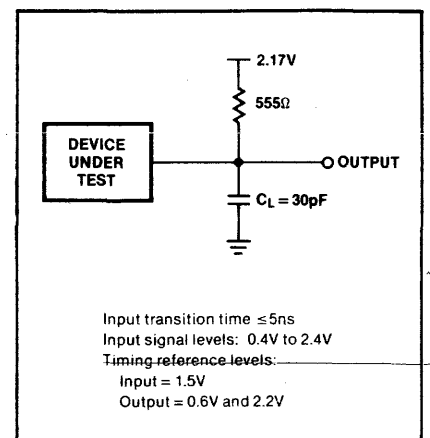 2.17V
555Ω
DEVICE
UNDER
TEST
OUTPUT
C_L = 30pF
Input transition time ≤5ns
Input signal levels: 0.4V to 2.4V
Timing reference levels:
Input = 1.5V
Output = 0.6V and 2.2V